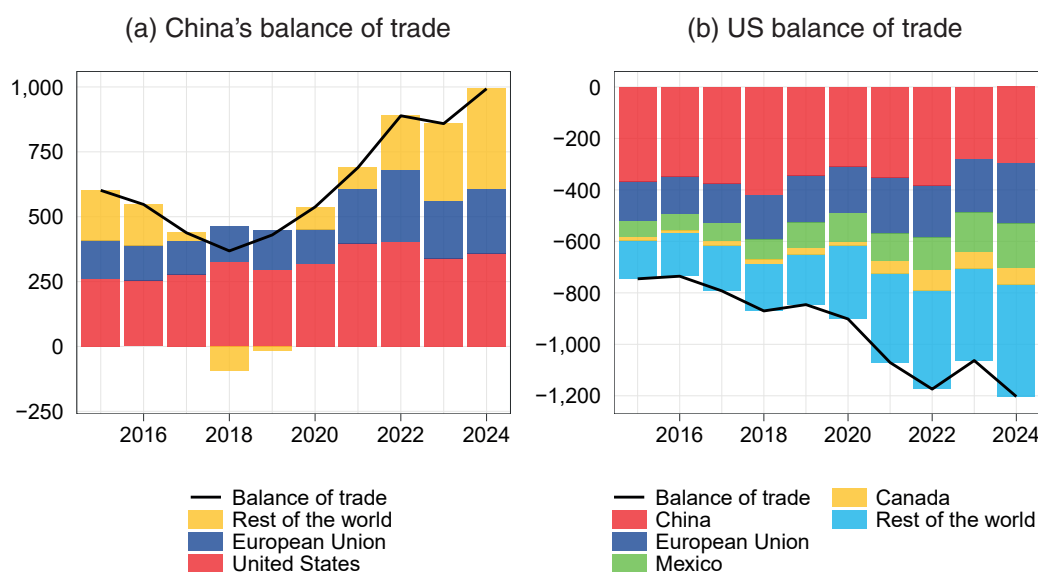 (a) China’s balance of trade
1,000
750
500
250
0
−250
2016 2018 2020 2022 2024
Balance of trade
Rest of the world
European Union
United States
(b) US balance of trade
0
−200
−400
−600
−800
−1,000
−1,200
2016 2018 2020 2022 2024
Balance of trade
China
European Union
Mexico
Canada
Rest of the world